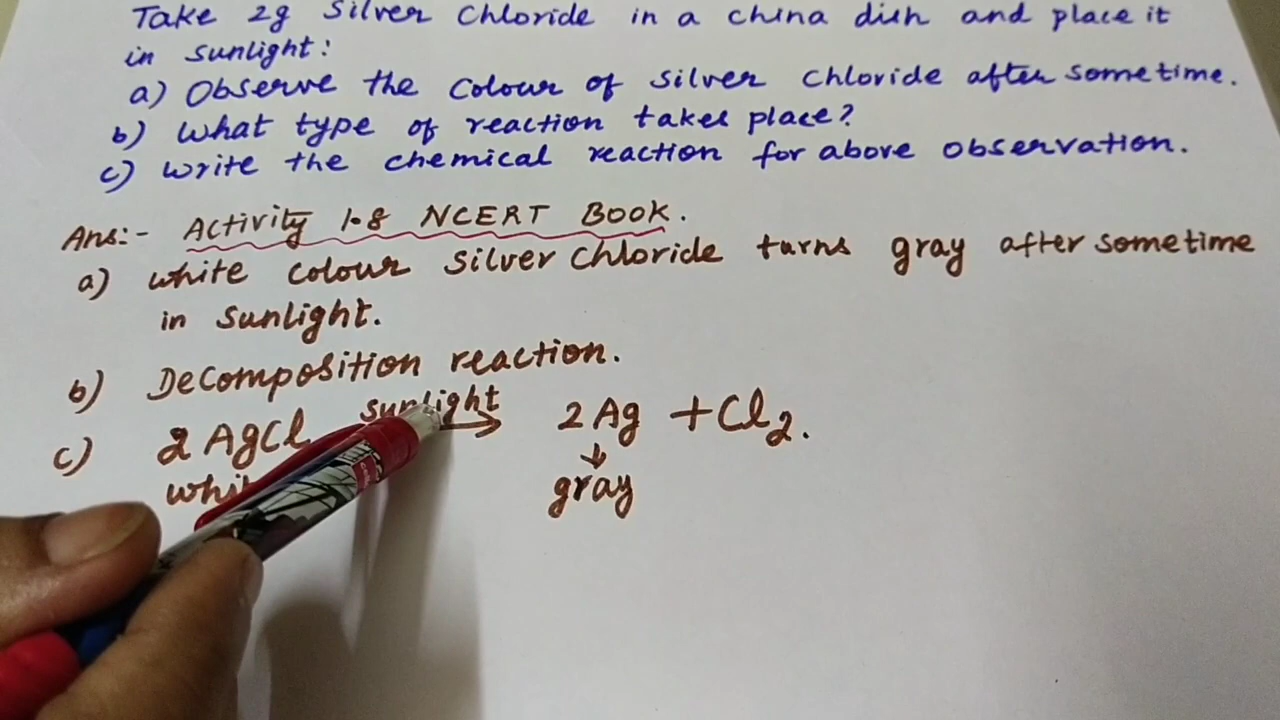 Take 2g Silver Chloride in a china dish and place it
in sunlight:
a) Observe the colour of silver chloride after sometime.
b) What type of reaction takes place?
c) Write the chemical reaction for above observation.
Ans:- Activity 1.8 NCERT Book.
a) White colour silver chloride turns gray after sometime
in sunlight.
b) Decomposition reaction.
sunlight
c) 2AgCl → 2Ag + Cl2.
↓
gray